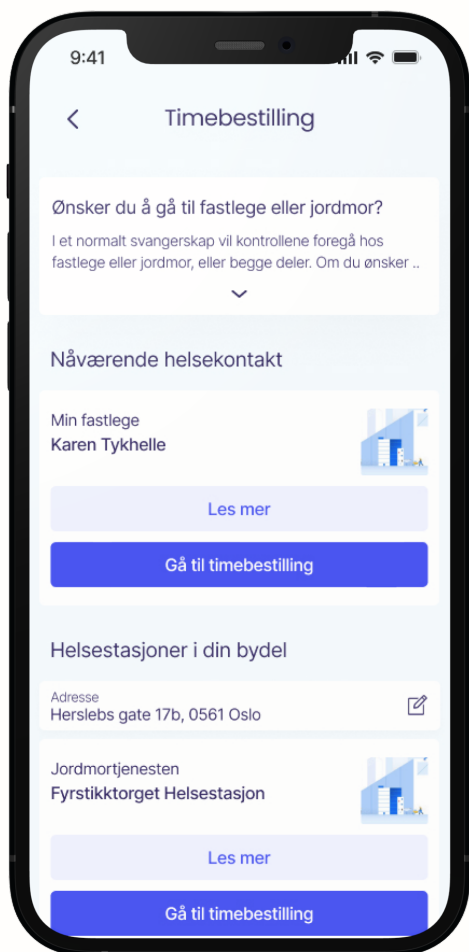 9:41
Timebestilling
Ønsker du å gå til fastlege eller jordmor?
I et normalt svangerskap vil kontrollene foregå hos
fastlege eller jordmor, eller begge deler. Om du ønsker ..
Nåværende helsekontakt
Min fastlege
Karen Tykhelle
Les mer
Gå til timebestilling
Helsestasjoner i din bydel
Adresse
Herslebs gate 17b, 0561 Oslo
Jordmortjenesten
Fyrstikktorget Helsestasjon
Les mer
Gå til timebestilling